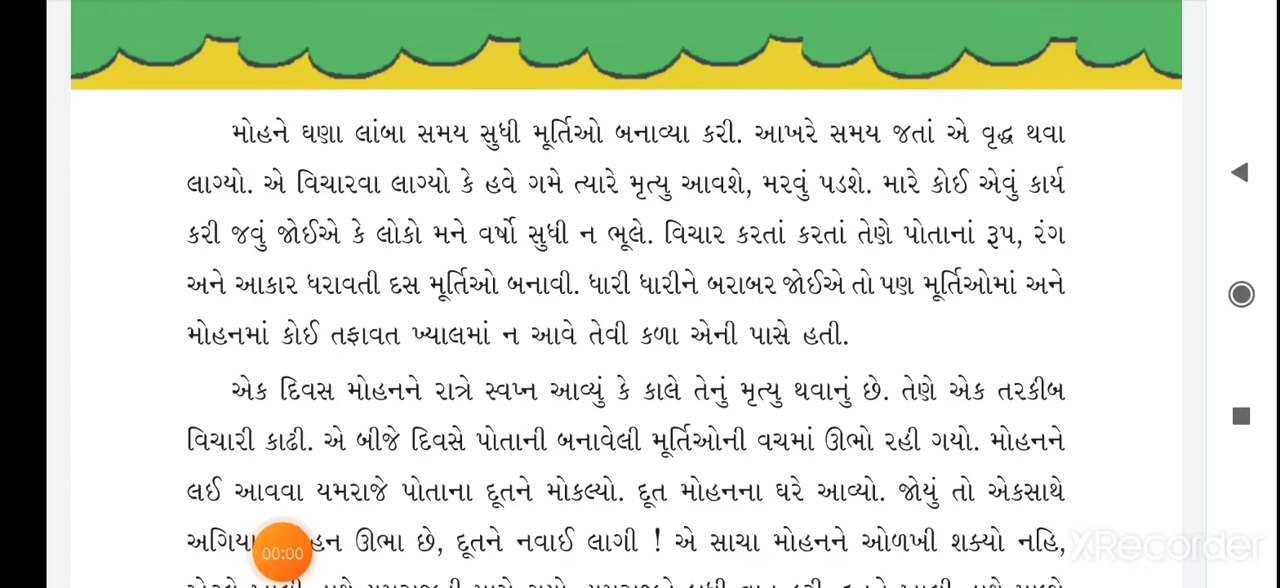 મોહને ઘણા લાંબા સમય સુધી મૂર્તિઓ બનાવ્યા કરી. આખરે સમય જતાં એ વૃદ્ધ થવા
લાગ્યો. એ વિચારવા લાગ્યો કે હવે ગમે ત્યારે મૃત્યુ આવશે, મરવું પડશે. મારે કોઈ એવું કાર્ય
કરી જવું જોઈએ કે લોકો મને વર્ષો સુધી ન ભૂલે. વિચાર કરતાં કરતાં તેણે પોતાનાં રૂપ, રંગ
અને આકાર ધરાવતી દસ મૂર્તિઓ બનાવી. ધારી ધારીને બરાબર જોઈએ તો પણ મૂર્તિઓમાં અને
મોહનમાં કોઈ તફાવત ખ્યાલમાં ન આવે તેવી કળા એની પાસે હતી.
એક દિવસ મોહનને રાત્રે સ્વપ્ન આવ્યું કે કાલે તેનું મૃત્યુ થવાનું છે. તેણે એક તરકીબ
વિચારી કાઢી. એ બીજે દિવસે પોતાની બનાવેલી મૂર્તિઓની વચમાં ઊભો રહી ગયો. મોહનને
લઈ આવવા યમરાજે પોતાના દૂતને મોકલ્યો. દૂત મોહનના ઘરે આવ્યો. જોયું તો એકસાથે
ઊભા છે, દૂતને નવાઈ લાગી ! એ સાચા મોહનને ઓળખી શક્યો નહિ,
00:00
XRecorder